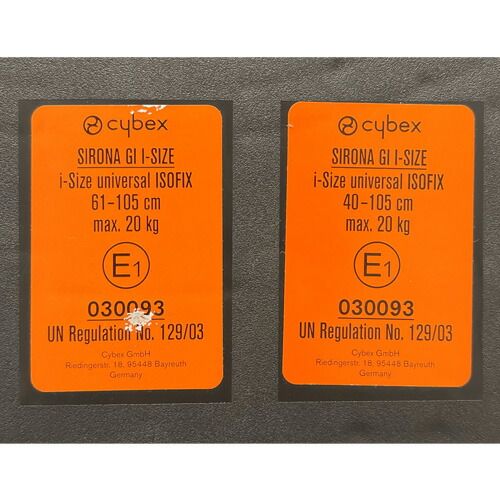 cybex
SIRONA GI I-SIZE
i-Size universal ISOFIX
61-105 cm
max. 20 kg
E1
030093
UN Regulation No. 129/03
Cybex GmbH
Riedingerstr. 18, 95448 Bayreuth
Germany
cybex
SIRONA GI I-SIZE
i-Size universal ISOFIX
40-105 cm
max. 20 kg
E1
030093
UN Regulation No. 129/03
Cybex GmbH
Riedingerstr. 18, 95448 Bayreuth
Germany